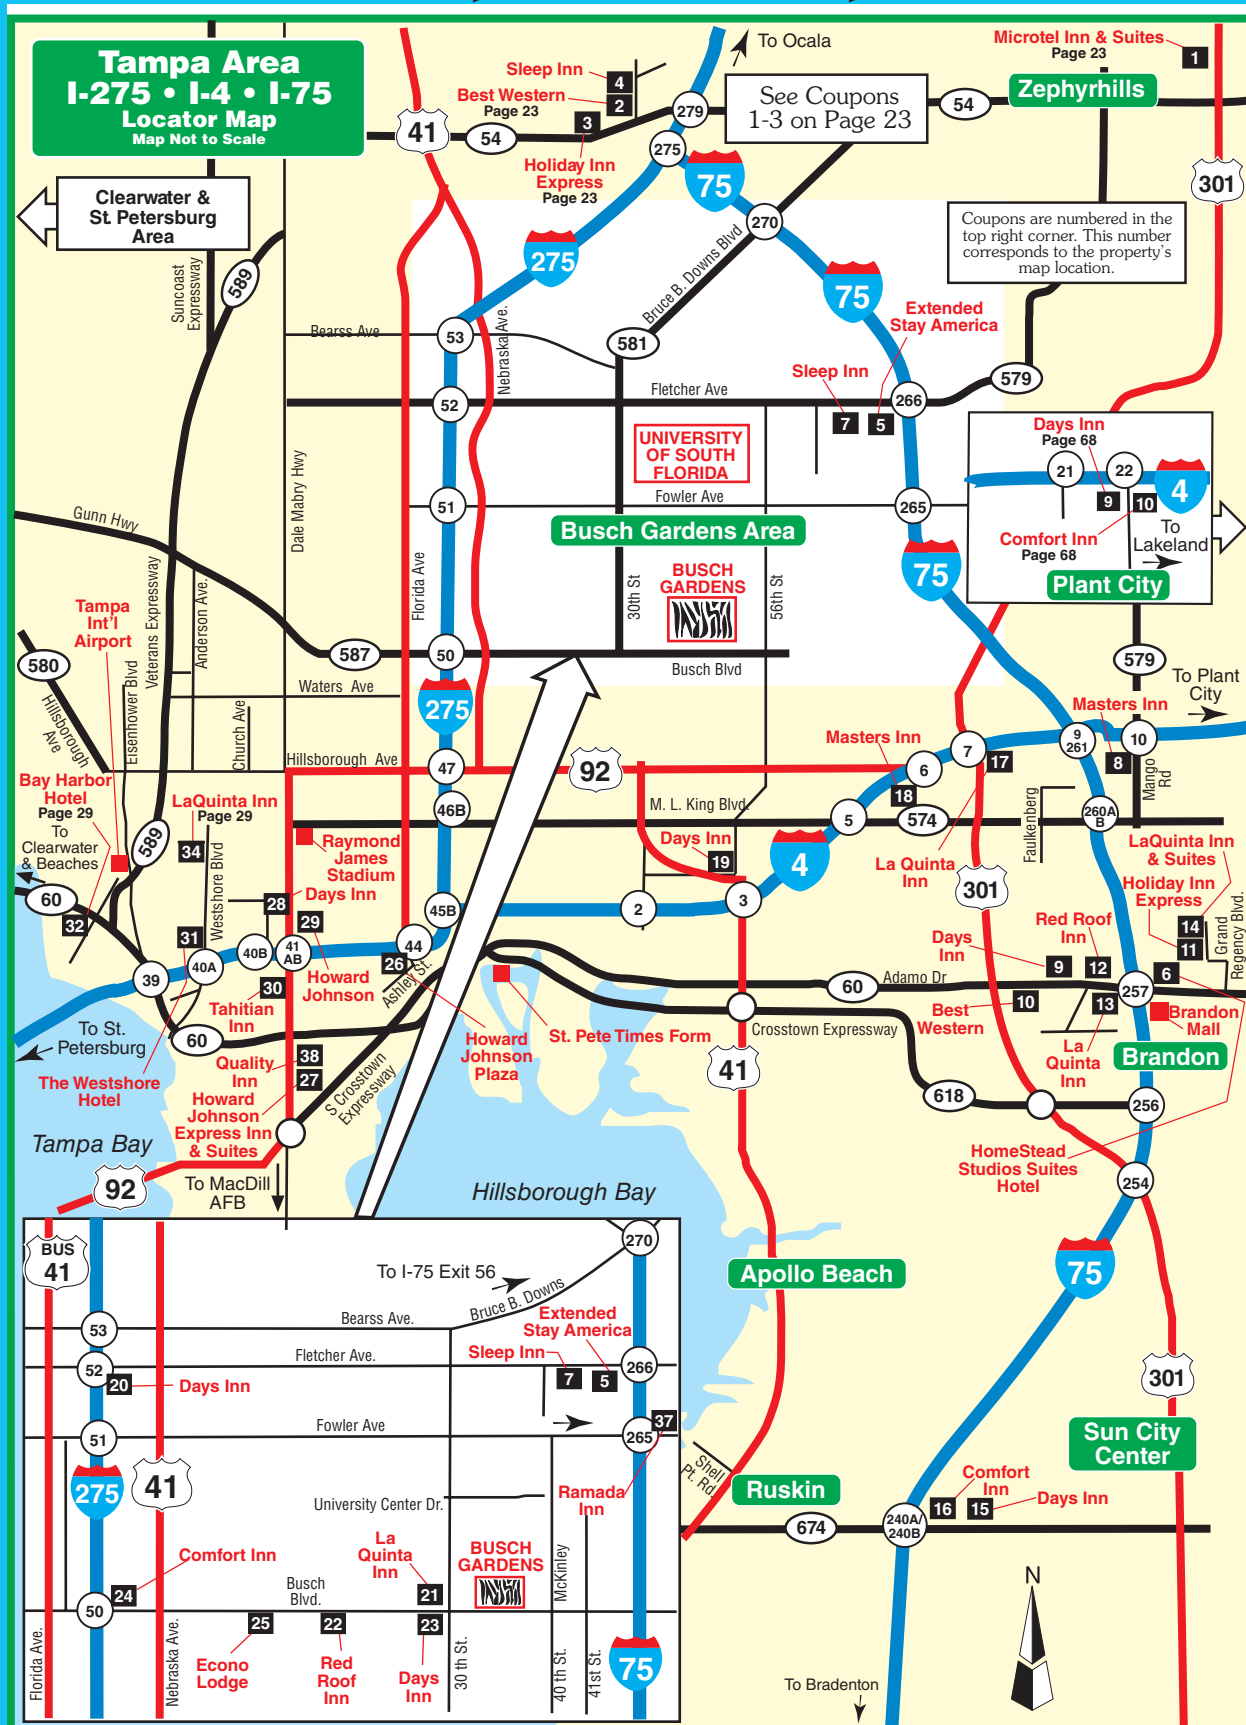 Tampa Area
I-275 • I-4 • I-75
Locator Map
Map Not to Scale
To Ocala
Microtel Inn & Suites
Page 23
1
Zephyrhills
Sleep Inn
4
Best Western
Page 23
2
3
Holiday Inn
Express
Page 23
41
54
279
275
See Coupons
1-3 on Page 23
54
301
75
270
Clearwater &
St. Petersburg
Area
Coupons are numbered in the
top right corner. This number
corresponds to the property's
map location.
Suncoast
Expressway
589
275
Bruce B. Downs Blvd
75
Extended
Stay America
Bearss Ave
53
Nebraska Ave.
581
Sleep Inn
579
Fletcher Ave
52
266
7
5
UNIVERSITY
OF SOUTH
FLORIDA
Days Inn
Page 68
21
22
4
9
10
Comfort Inn
Page 68
To
Lakeland
Plant City
Dale Mabry Hwy
Gunn Hwy
51
Fowler Ave
265
Busch Gardens Area
75
BUSCH
GARDENS
Florida Ave
30th St
56th St
Veterans Expressway
Anderson Ave.
Tampa
Int'l
Airport
580
587
50
Busch Blvd
579
Hillsborough
Ave
Eisenhower Blvd
Waters Ave
Church Ave
275
To Plant
City
Masters Inn
Hillsborough Ave
47
92
Masters Inn
6
7
17
9
261
10
8
Mango
Rd
Bay Harbor
Hotel
Page 29
To
Clearwater
& Beaches
LaQuinta Inn
Page 29
34
589
46B
M. L. King Blvd.
18
5
574
Faulkenberg
260A
B
Raymond
James
Stadium
Days Inn
19
4
La Quinta
Inn
301
LaQuinta Inn
& Suites
Holiday Inn
Express
14
11
Grand
Regency Blvd.
60
32
Westshore Blvd
28
Days Inn
29
45B
2
3
Red Roof
Inn
Days
Inn
9
12
6
31
39
40A
40B
41
AB
44
26
Ashley St.
30
Howard
Johnson
Tahitian
Inn
60
Adamo Dr
257
10
Best
Western
13
Brandon
Mall
Crosstown Expressway
La
Quinta
Inn
Brandon
To St.
Petersburg
60
Howard
Johnson
Plaza
St. Pete Times Form
Quality
Inn
38
27
Howard
Johnson
Express Inn
& Suites
The Westshore
Hotel
S Crosstown
Expressway
41
618
256
Tampa Bay
92
To MacDill
AFB
Hillsborough Bay
HomeStead
Studios Suites
Hotel
254
75
Apollo Beach
BUS
41
To I-75 Exit 56
270
Bruce B. Downs
53
Bearss Ave.
Extended
Stay America
Fletcher Ave.
Sleep Inn
52
20
Days Inn
7
5
266
301
Fowler Ave
51
37
265
Sun City
Center
275
41
University Center Dr.
Ramada
Inn
Shell
Pt. Rd.
Ruskin
Comfort
Inn
16
15
Days Inn
674
240A/
240B
Comfort Inn
La
Quinta
Inn
BUSCH
GARDENS
McKinley
24
Busch
Blvd.
21
50
25
22
23
Econo
Lodge
Red
Roof
Inn
Days
Inn
Florida Ave.
Nebraska Ave.
30 th St.
40 th St.
41st St.
75
N
To Bradenton